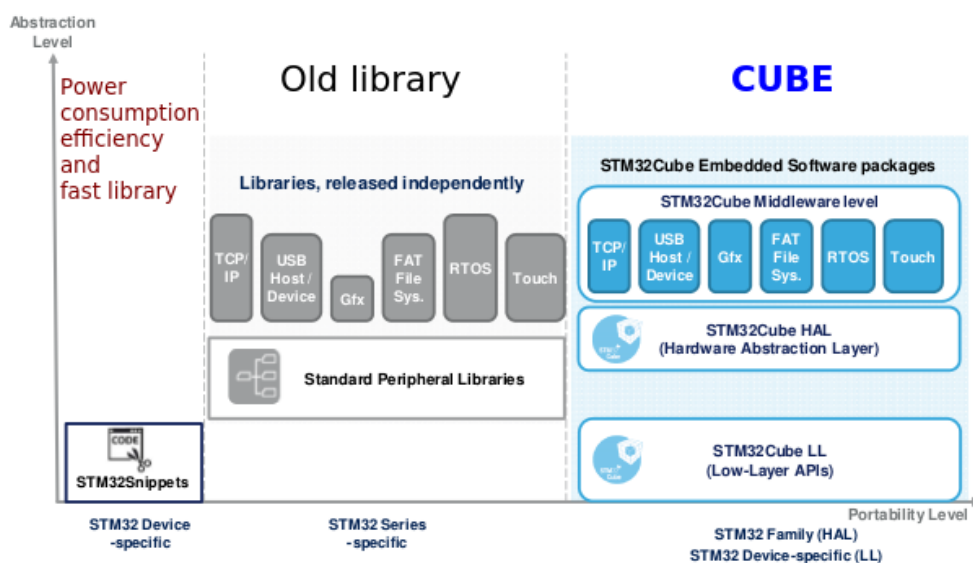 Abstraction
Level
Power
consumption
efficiency
and
fast library
Old library
CUBE
Libraries, released independently
TCP/
IP
USB
Host /
Device
Gfx
FAT
File
Sys.
RTOS
Touch
Standard Peripheral Libraries
STM32Cube Embedded Software packages
STM32Cube Middleware level
TCP/
IP
USB
Host /
Device
Gfx
FAT
File
Sys.
RTOS
Touch
STM32Cube HAL
(Hardware Abstraction Layer)
STM32Cube LL
(Low-Layer APIs)
CODE
STM32Snippets
Portability Level
STM32 Device
-specific
STM32 Series
-specific
STM32 Family (HAL)
STM32 Device-specific (LL)